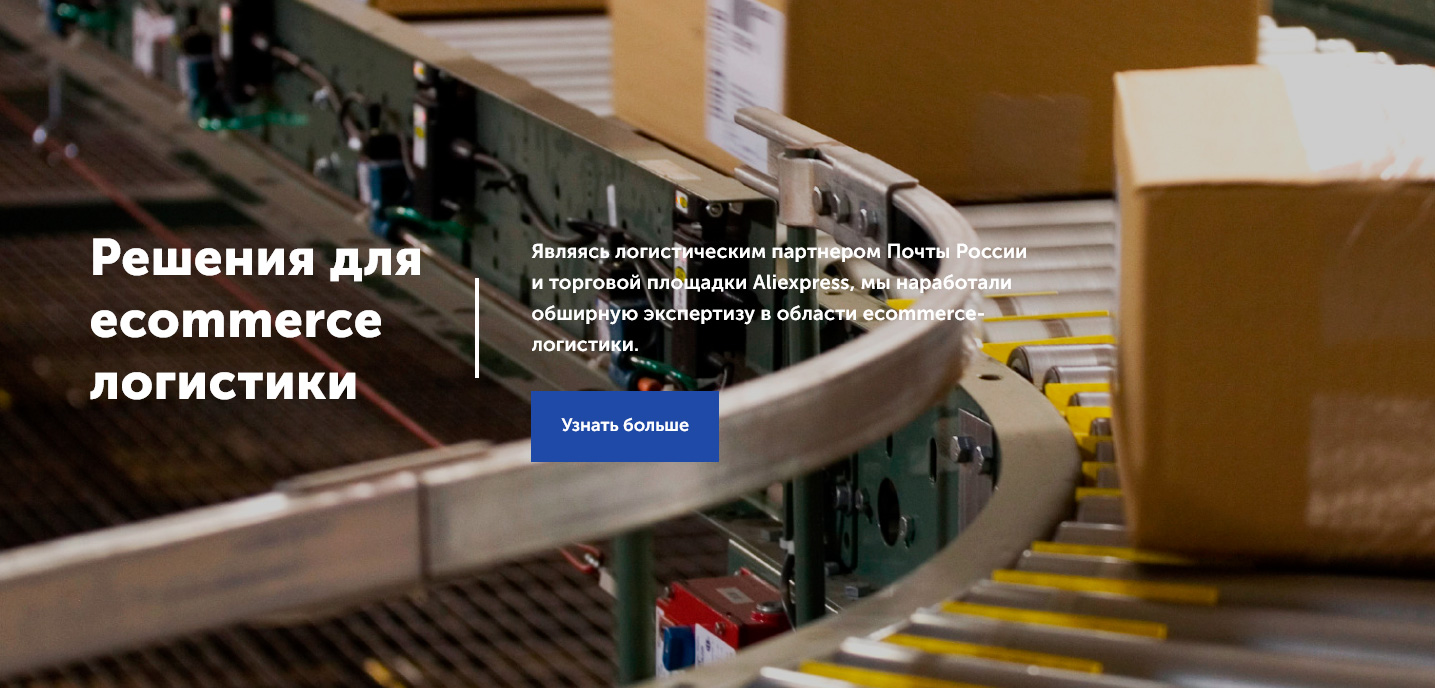 Решения для
ecommerce
логистики
Являясь логистическим партнером Почты России
и торговой площадки Aliexpress, мы наработали
обширную экспертизу в области ecommerce-
логистики.
Узнать больше